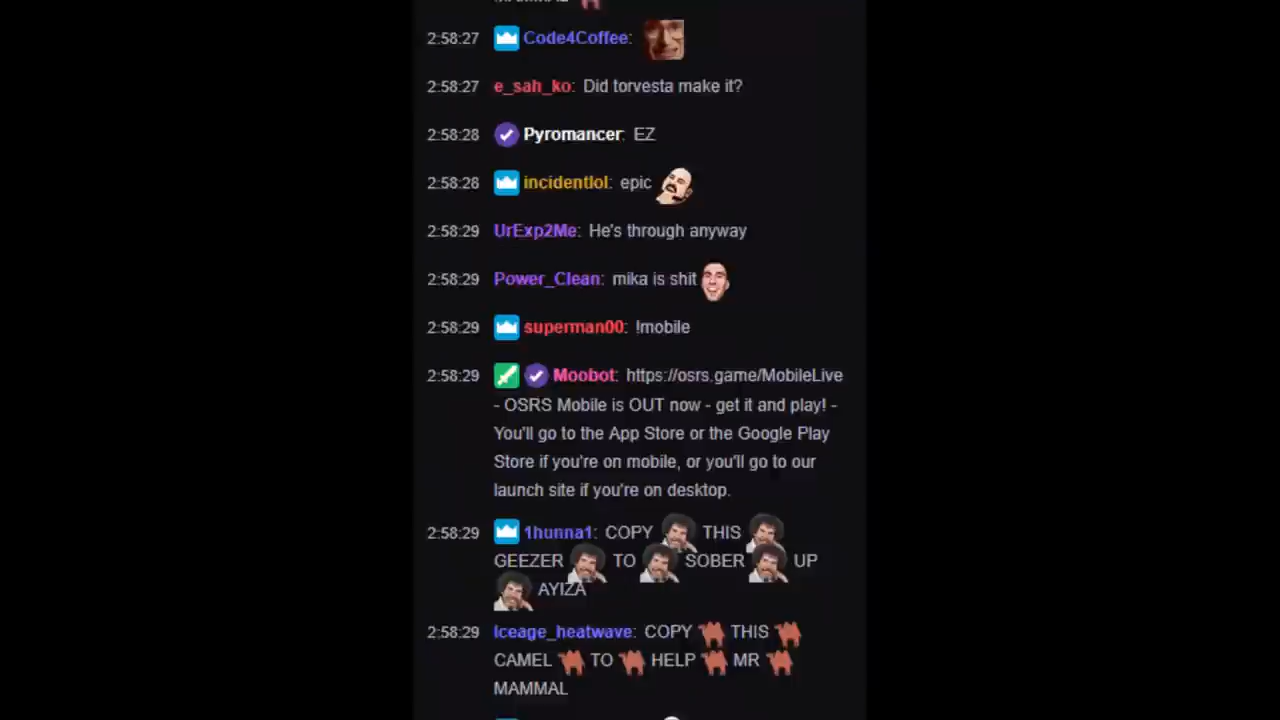 2:58:27 Code4Coffee:
2:58:27 e_sah_ko: Did torvesta make it?
2:58:28 Pyromancer: EZ
2:58:28 incidentlol: epic
2:58:29 UrExp2Me: He's through anyway
2:58:29 Power_Clean: mika is shit
2:58:29 superman00: !mobile
2:58:29 Moobot: https://osrs.game/MobileLive
- OSRS Mobile is OUT now - get it and play! -
You'll go to the App Store or the Google Play
Store if you're on mobile, or you'll go to our
launch site if you're on desktop.
2:58:29 1hunna1: COPY THIS
GEEZER TO SOBER UP
AYIZA
2:58:29 Iceage_heatwave: COPY THIS
CAMEL TO HELP MR
MAMMAL